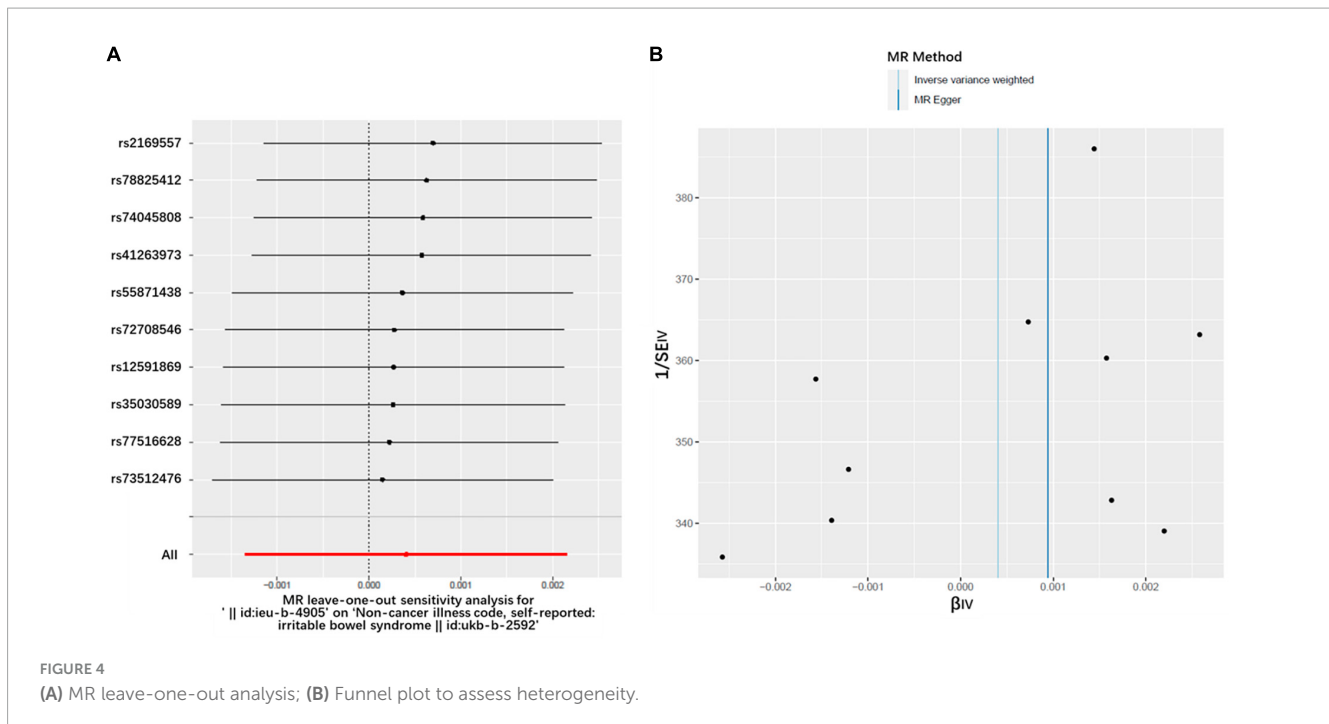 A
rs2169557
rs78825412
rs74045808
rs41263973
rs55871438
rs72708546
rs12591869
rs35030589
rs77516628
rs73512476
All
−0.001 0.000 0.001 0.002
MR leave-one-out sensitivity analysis for
' || id:ieu-b-4905' on 'Non-cancer illness code, self-reported:
irritable bowel syndrome || id:ukb-b-2592'
B
MR Method
Inverse variance weighted
MR Egger
1/SEIV
380
370
360
350
340
−0.002 −0.001 0.000 0.001 0.002
βIV
FIGURE 4
(A) MR leave-one-out analysis; (B) Funnel plot to assess heterogeneity.